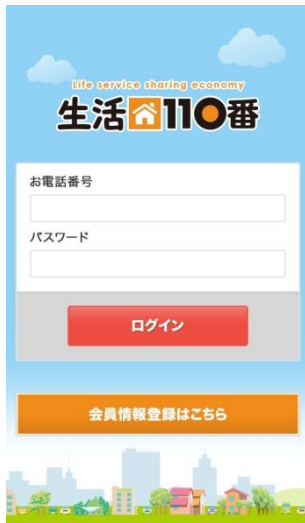 Life service sharing economy
生活110番
お電話番号
パスワード
ログイン
会員情報登録はこちら